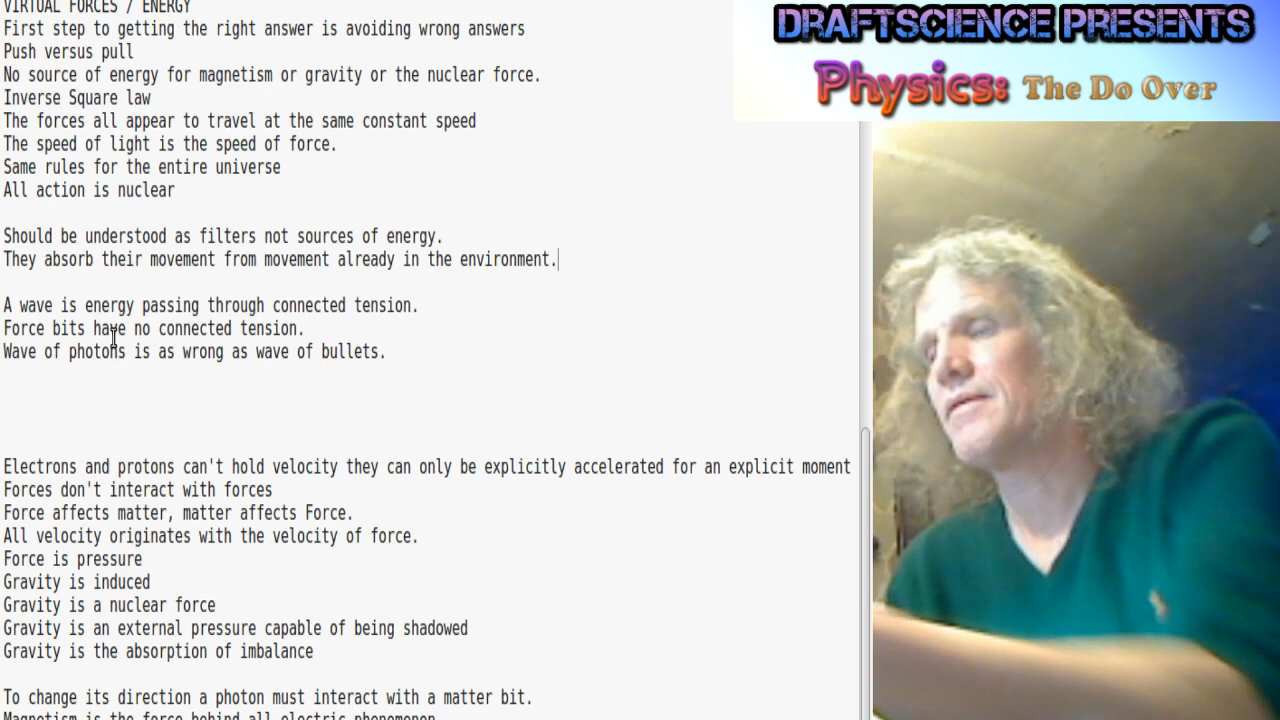 VIRTUAL FORCES / ENERGY
First step to getting the right answer is avoiding wrong answers
Push versus pull
No source of energy for magnetism or gravity or the nuclear force.
Inverse Square law
The forces all appear to travel at the same constant speed
The speed of light is the speed of force.
Same rules for the entire universe
All action is nuclear
Should be understood as filters not sources of energy.
They absorb their movement from movement already in the environment.
A wave is energy passing through connected tension.
Force bits have no connected tension.
Wave of photons is as wrong as wave of bullets.
Electrons and protons can't hold velocity they can only be explicitly accelerated for an explicit moment
Forces don't interact with forces
Force affects matter, matter affects Force.
All velocity originates with the velocity of force.
Force is pressure
Gravity is induced
Gravity is a nuclear force
Gravity is an external pressure capable of being shadowed
Gravity is the absorption of imbalance
To change its direction a photon must interact with a matter bit.
Magnetism is the force behind all electric phenomenon
DRAFTSCIENCE PRESENTS
Physics: The Do Over